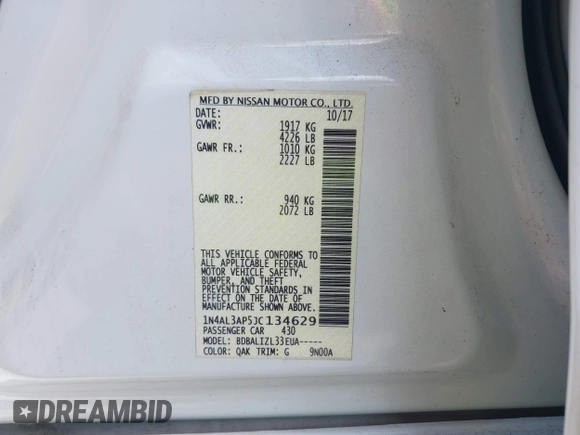 MFD BY NISSAN MOTOR CO., LTD.
DATE: 10/17
GVWR: 1917 KG
4226 LB
GAWR FR.: 1010 KG
2227 LB
GAWR RR.: 940 KG
2072 LB
THIS VEHICLE CONFORMS TO
ALL APPLICABLE FEDERAL
MOTOR VEHICLE SAFETY,
BUMPER, AND THEFT
PREVENTION STANDARDS IN
EFFECT ON THE DATE OF
MANUFACTURE SHOWN ABOVE.
1N4AL3AP5JC134629
PASSENGER CAR 430
MODEL: BDBALIZL33EUA-----
COLOR: QAK TRIM: G 9N00A
DREAMBID